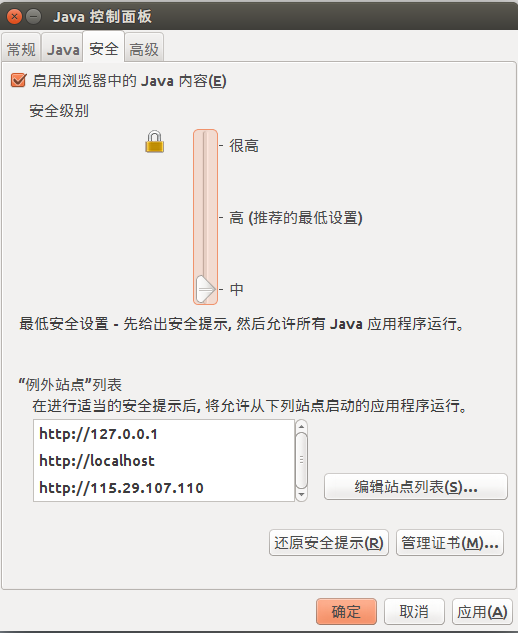 Java 控制面板
常规 Java 安全 高级
启用浏览器中的 Java 内容(E)
安全级别
- 很高
- 高 (推荐的最低设置)
- 中
最低安全设置 - 先给出安全提示, 然后允许所有 Java 应用程序运行。
“例外站点”列表
在进行适当的安全提示后, 将允许从下列站点启动的应用程序运行。
http://127.0.0.1
http://localhost
http://115.29.107.110
编辑站点列表(S)...
还原安全提示(R) 管理证书(M)...
确定 取消 应用(A)